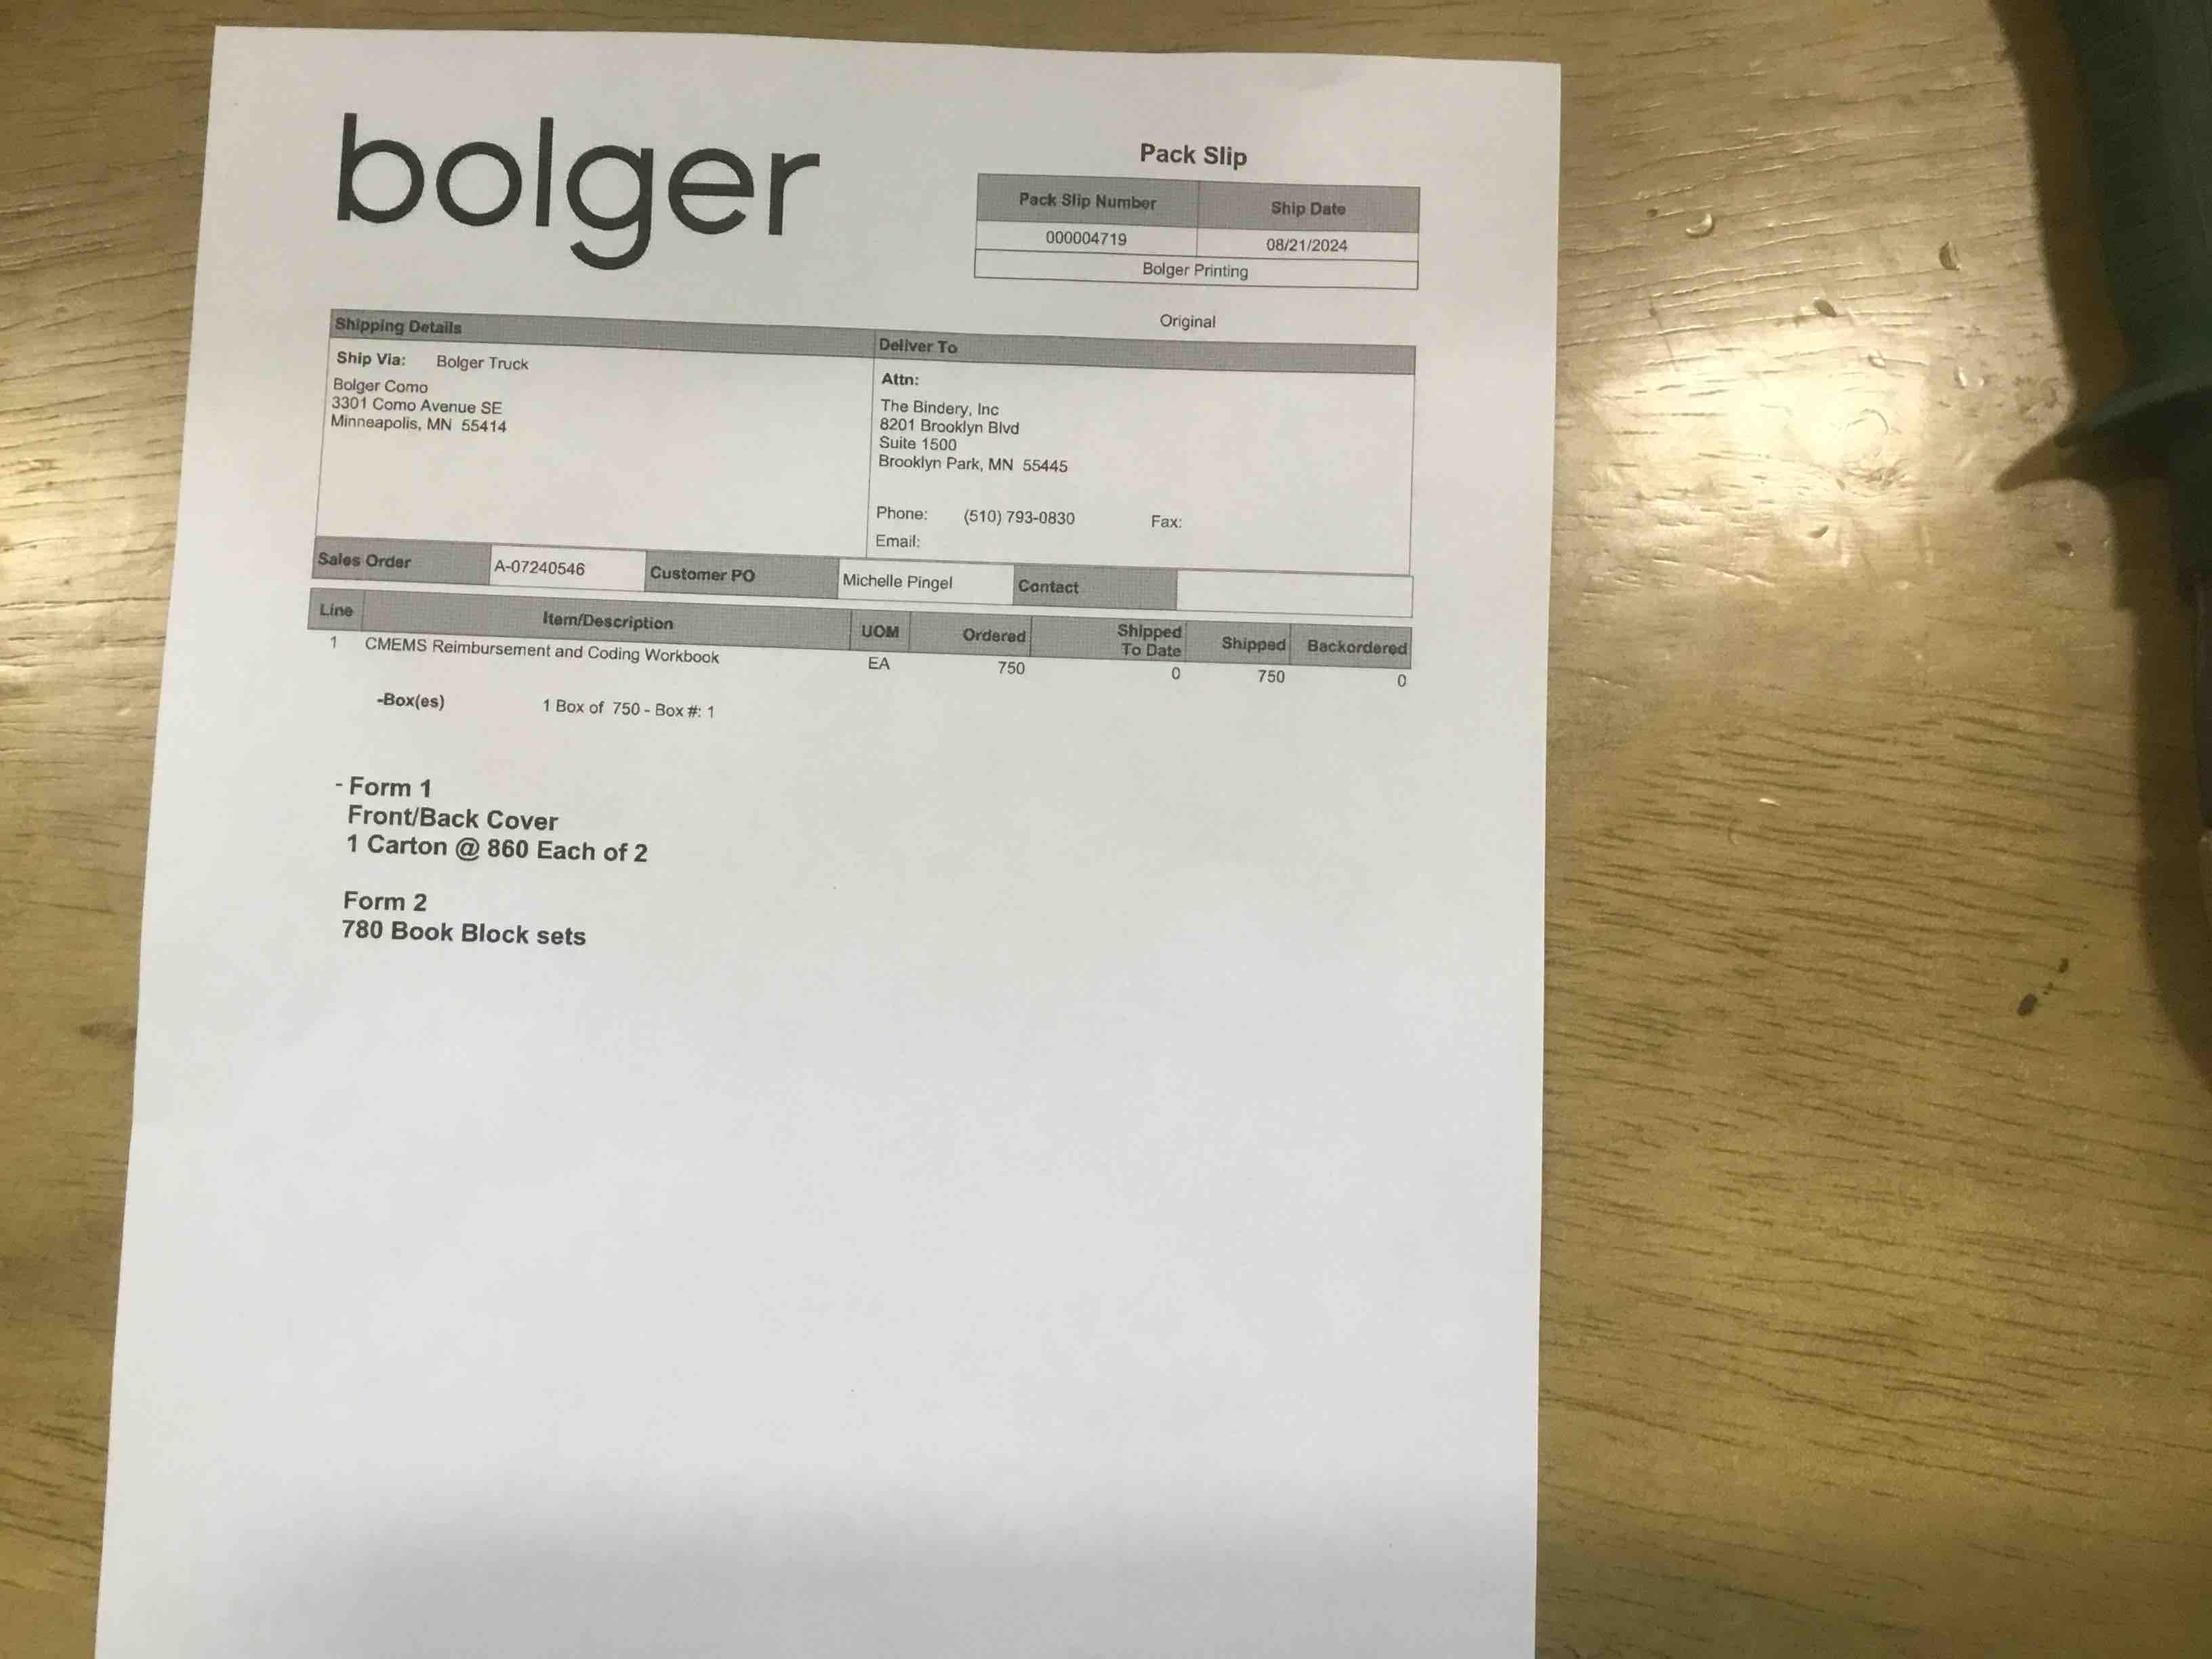 bolger
Pack Slip
Pack Slip Number Ship Date
000004719 08/21/2024
Bolger Printing
Original
Shipping Details
Ship Via: Bolger Truck
Bolger Como
3301 Como Avenue SE
Minneapolis, MN 55414
Deliver To
Attn:
The Bindery, Inc
8201 Brooklyn Blvd
Suite 1500
Brooklyn Park, MN 55445
Phone: (510) 793-0830 Fax:
Email:
Sales Order A-07240546 Customer PO Michelle Pingel Contact
Line Item/Description UOM Ordered Shipped To Date Shipped Backordered
1 CMEMS Reimbursement and Coding Workbook EA 750 0 750 0
-Box(es) 1 Box of 750 - Box #: 1
- Form 1
Front/Back Cover
1 Carton @ 860 Each of 2
Form 2
780 Book Block sets